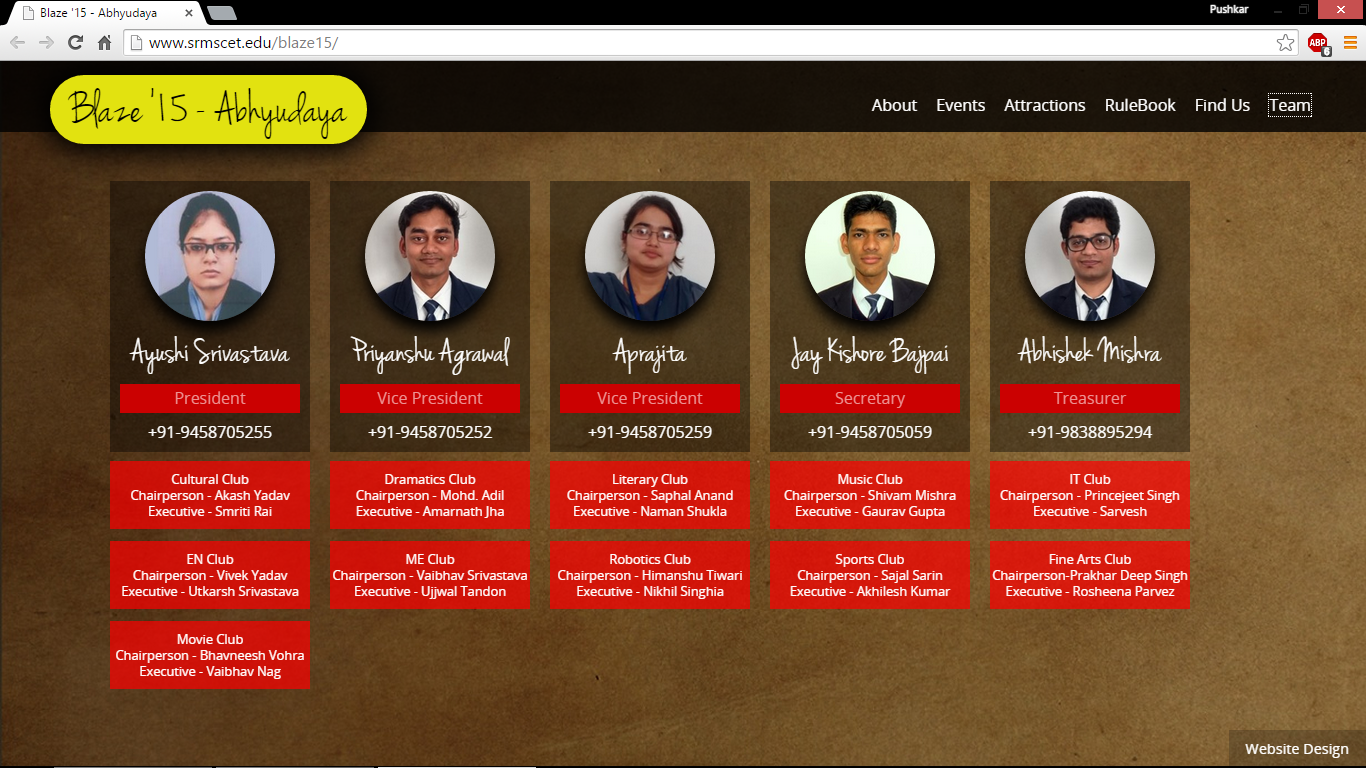 Blaze '15 - Abhyudaya
Pushkar
www.srmscet.edu/blaze15/
ABP
6
Blaze '15 - Abhyudaya
About Events Attractions RuleBook Find Us Team
Ayushi Srivastava
President
+91-9458705255
Priyanshu Agrawal
Vice President
+91-9458705252
Aprajita
Vice President
+91-9458705259
Jay Kishore Bajpai
Secretary
+91-9458705059
Abhishek Mishra
Treasurer
+91-9838895294
Cultural Club
Chairperson - Akash Yadav
Executive - Smriti Rai
Dramatics Club
Chairperson - Mohd. Adil
Executive - Amarnath Jha
Literary Club
Chairperson - Saphal Anand
Executive - Naman Shukla
Music Club
Chairperson - Shivam Mishra
Executive - Gaurav Gupta
IT Club
Chairperson - Princejeet Singh
Executive - Sarvesh
EN Club
Chairperson - Vivek Yadav
Executive - Utkarsh Srivastava
ME Club
Chairperson - Vaibhav Srivastava
Executive - Ujjwal Tandon
Robotics Club
Chairperson - Himanshu Tiwari
Executive - Nikhil Singhia
Sports Club
Chairperson - Sajal Sarin
Executive - Akhilesh Kumar
Fine Arts Club
Chairperson-Prakhar Deep Singh
Executive - Rosheena Parvez
Movie Club
Chairperson - Bhavneesh Vohra
Executive - Vaibhav Nag
Website Design